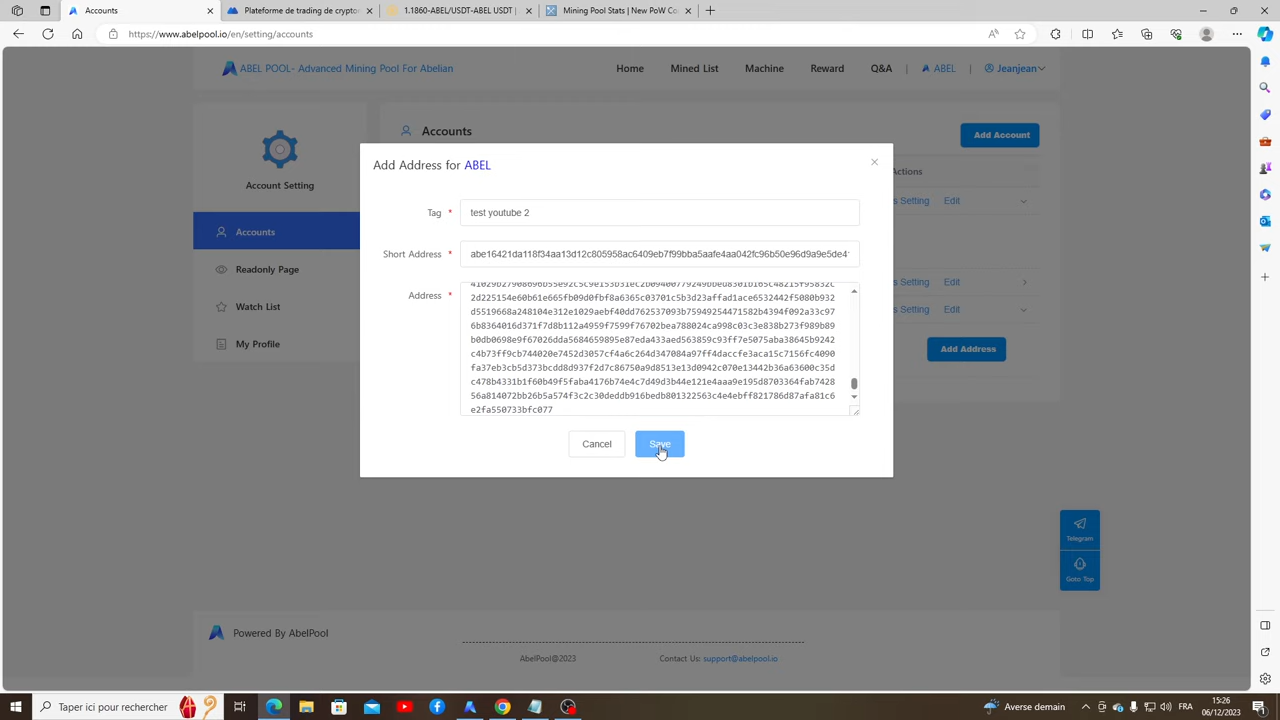 Accounts
Plateforme de trading de crypto
1.1860-ABEL/USDT-ABEL USDT |
Mining Pool Stats | New PoW Co
https://www.abelpool.io/en/setting/accounts
ABEL POOL- Advanced Mining Pool For Abelian
Home
Mined List
Machine
Reward
Q&A
ABEL
Jeanjean
Account Setting
Accounts
Readonly Page
Watch List
My Profile
Accounts
Add Account
Actions
s Setting Edit
s Setting Edit
s Setting Edit
Add Address
Add Address for ABEL
Tag *
test youtube 2
Short Address *
abe16421da118f34aa13d12c805958ac6409eb7f99bba5aafe4aa042fc96b50e96d9a9e5de4
Address *
2d225154e60b61e665fb09d0fbf8a6365c03701c5b3d23affad1ace6532442f5080b932
d5519668a248104e312e1029aebf40dd762537093b75949254471582b4394f092a33c97
6b8364016d371f7d8b112a4959f7599f76702bea788024ca998c03c3e838b273f989b89
b0db0698e9f67026dda5684659895e87eda433aed563859c93ff7e5075aba38645b9242
c4b73ff9cb744020e7452d3057cf4a6c264d347084a97ff4daccfe3aca15c7156fc4090
fa37eb3cb5d373bcdd8d937f2d7c86750a9d8513e13d0942c070e13442b36a63600c35d
c478b4331b1f60b49f5faba4176b74e4c7d49d3b44e121e4aaa9e195d8703364fab7428
56a814072bb26b5a574f3c2c30deddb916bedb801322563c4e4ebff821786d87afa81c6
e2fa550733bfc077
Cancel
Save
Telegram
Goto Top
Powered By AbelPool
AbelPool@2023
Contact Us: support@abelpool.io
Taper ici pour rechercher
Averse demain
FRA
15:26
06/12/2023